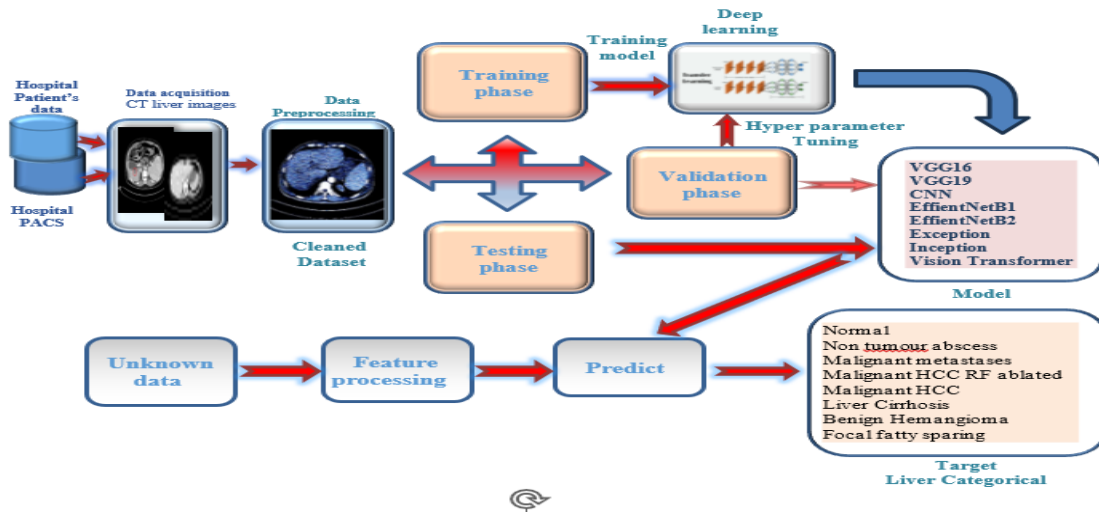 Hospital
Patient's
data
Hospital
PACS
Data acquisition
CT liver images
Data
Preprocessing
Cleaned
Dataset
Training
phase
Training
model
Deep
learning
Transfer
learning
Hyper parameter
Tuning
Validation
phase
Testing
phase
VGG16
VGG19
CNN
EffientNetB1
EffientNetB2
Exception
Inception
Vision Transformer
Model
Unknown
data
Feature
processing
Predict
Normal
Non tumour abscess
Malignant metastases
Malignant HCC RF ablated
Malignant HCC
Liver Cirrhosis
Benign Hemangioma
Focal fatty sparing
Target
Liver Categorical